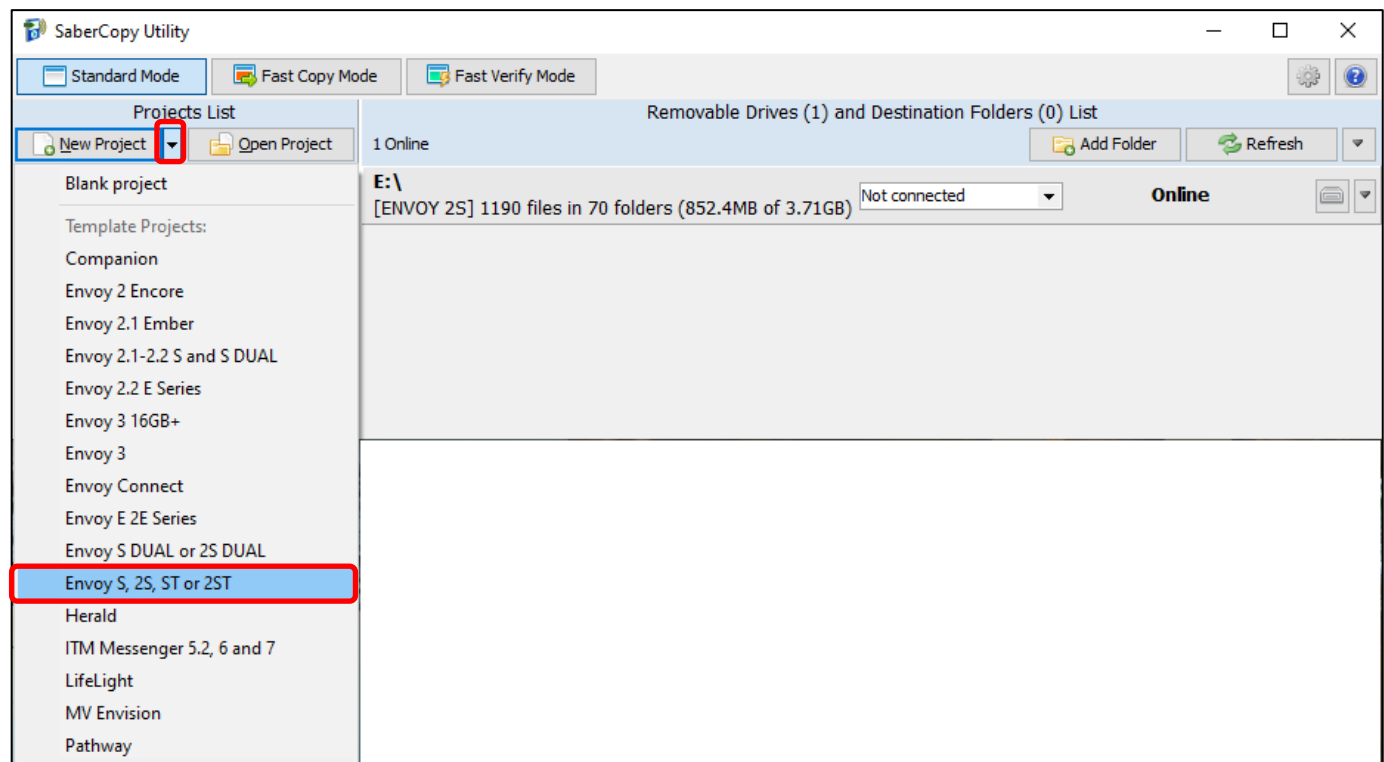 SaberCopy Utility
Standard Mode
Fast Copy Mode
Fast Verify Mode
Projects List
Removable Drives (1) and Destination Folders (0) List
New Project
Open Project
1 Online
Add Folder
Refresh
Blank project
Template Projects:
Companion
Envoy 2 Encore
Envoy 2.1 Ember
Envoy 2.1-2.2 S and S DUAL
Envoy 2.2 E Series
Envoy 3 16GB+
Envoy 3
Envoy Connect
Envoy E 2E Series
Envoy S DUAL or 2S DUAL
Envoy S, 2S, ST or 2ST
Herald
ITM Messenger 5.2, 6 and 7
LifeLight
MV Envision
Pathway
E:\
[ENVOY 2S] 1190 files in 70 folders (852.4MB of 3.71GB)
Not connected
Online